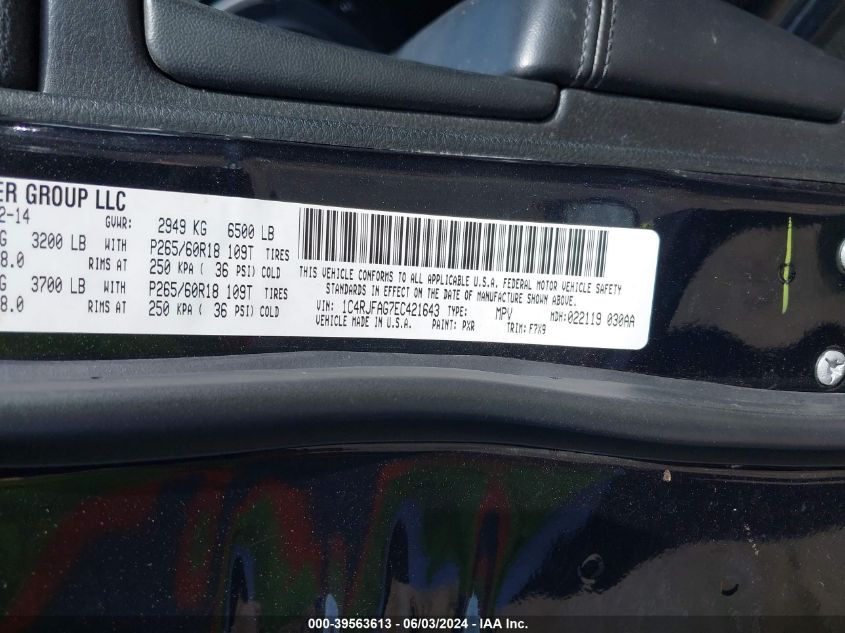 ER GROUP LLC
2-14 GVWR: 2949 KG 6500 LB
G 3200 LB WITH P265/60R18 109T TIRES
8.0 RIMS AT 250 KPA ( 36 PSI) COLD
G 3700 LB WITH P265/60R18 109T TIRES
8.0 RIMS AT 250 KPA ( 36 PSI) COLD
THIS VEHICLE CONFORMS TO ALL APPLICABLE U.S.A. FEDERAL MOTOR VEHICLE SAFETY
STANDARDS IN EFFECT ON THE DATE OF MANUFACTURE SHOWN ABOVE.
VIN: 1C4RJFAG7EC421643 TYPE: MPV MDH:022119 030AA
VEHICLE MADE IN U.S.A. PAINT: PXR TRIM: F7X9
000-39563613 - 06/03/2024 - IAA Inc.